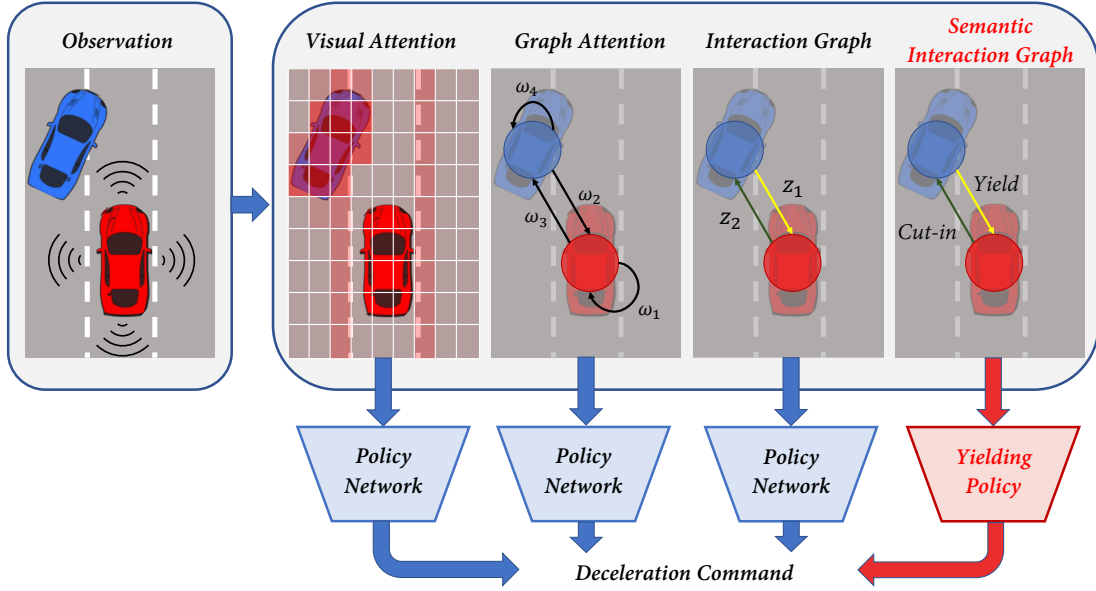 Observation
Visual Attention
Graph Attention
Interaction Graph
Semantic
Interaction Graph
ω₄
ω₂
ω₃
ω₁
z₁
z₂
Yield
Cut-in
Policy
Network
Policy
Network
Policy
Network
Yielding
Policy
Deceleration Command